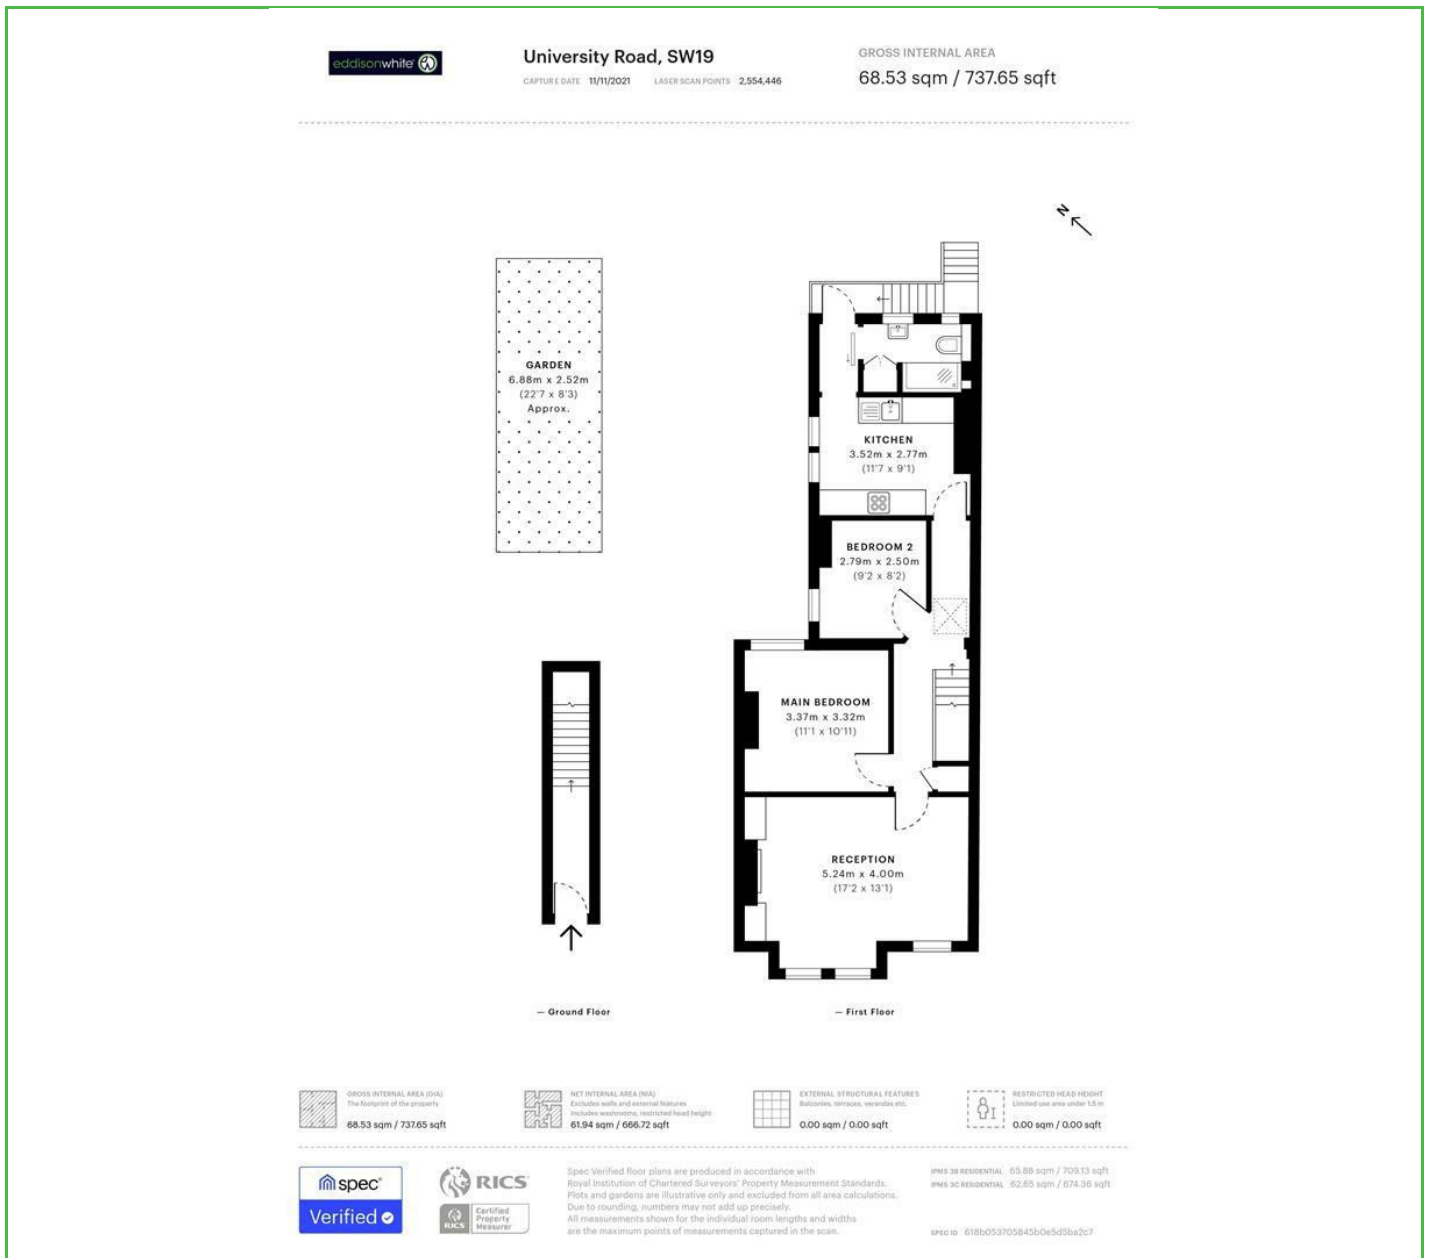 eddisonwhite
University Road, SW19
CAPTURE DATE 11/11/2021 LASER SCAN POINTS 2,554,446
GROSS INTERNAL AREA
68.53 sqm / 737.65 sqft
N
GARDEN
6.88m x 2.52m
(22'7 x 8'3)
Approx.
KITCHEN
3.52m x 2.77m
(11'7 x 9'1)
BEDROOM 2
2.79m x 2.50m
(9'2 x 8'2)
MAIN BEDROOM
3.37m x 3.32m
(11'1 x 10'11)
RECEPTION
5.24m x 4.00m
(17'2 x 13'1)
— Ground Floor
— First Floor
GROSS INTERNAL AREA (GIA)
The footprint of the property
68.53 sqm / 737.65 sqft
NET INTERNAL AREA (NIA)
Excludes walls and external features
Includes washrooms, restricted head height
61.94 sqm / 666.72 sqft
EXTERNAL STRUCTURAL FEATURES
Balconies, terraces, verandas etc.
0.00 sqm / 0.00 sqft
RESTRICTED HEAD HEIGHT
Limited use area under 1.5 m
0.00 sqm / 0.00 sqft
spec
Verified
RICS
RICS
Certified
Property
Measurer
Spec Verified floor plans are produced in accordance with
Royal Institution of Chartered Surveyors' Property Measurement Standards.
Plots and gardens are illustrative only and excluded from all area calculations.
Due to rounding, numbers may not add up precisely.
All measurements shown for the individual room lengths and widths
are the maximum points of measurements captured in the scan.
IPMS 3B RESIDENTIAL 65.88 sqm / 709.13 sqft
IPMS 3C RESIDENTIAL 62.65 sqm / 674.36 sqft
SPEC ID 618b053705845b0e5d5ba2c7